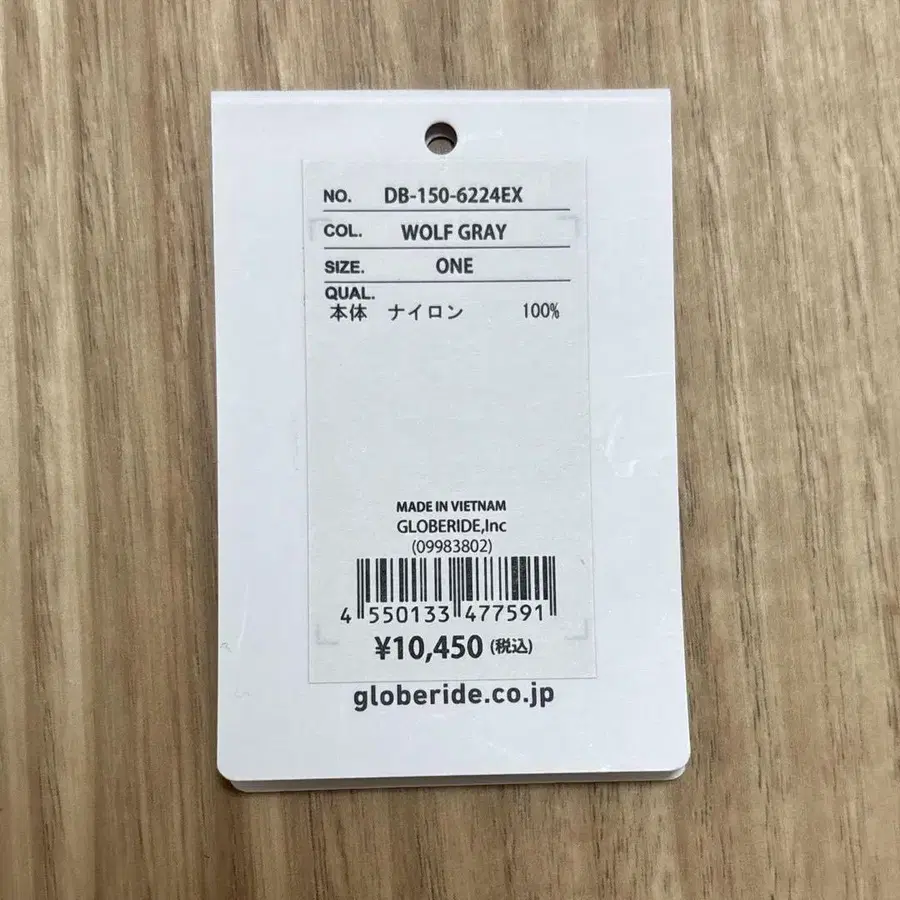 NO. DB-150-6224EX
COL. WOLF GRAY
SIZE. ONE
QUAL.
本体 ナイロン 100%
MADE IN VIETNAM
GLOBERIDE,Inc
(09983802)
4 550133 477591
¥10,450 (税込)
globeride.co.jp